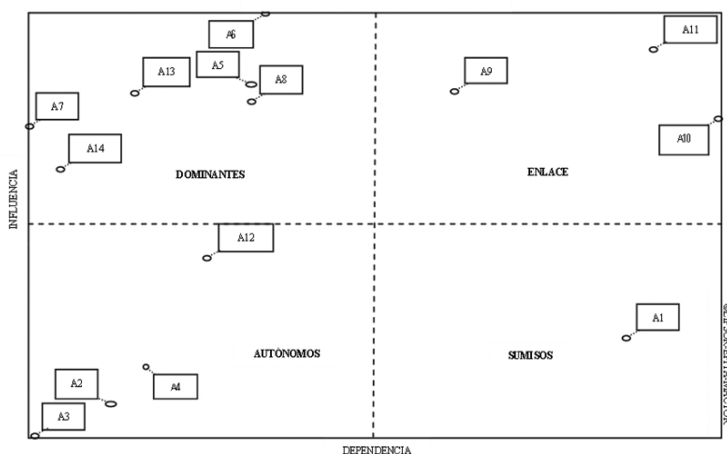 A11
A6
A5
A13
A8
A9
A7
A10
A14
DOMINANTES
ENLACE
INFLUENCIA
A12
A1
AUTÓNOMOS
SUMISOS
A2
A4
A3
DEPENDENCIA